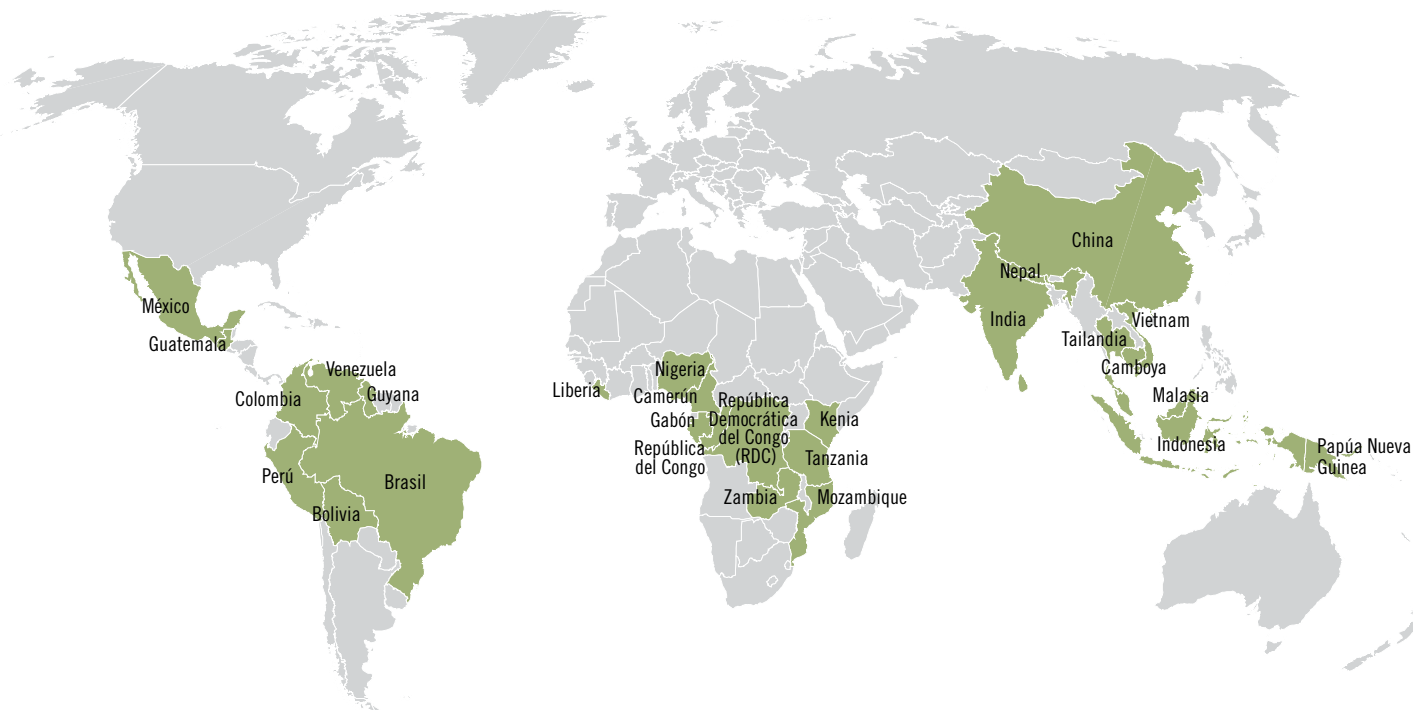 China
Nepal
México
India
Vietnam
Tailandia
Guatemala
Camboya
Venezuela
Nigeria
Guyana
Liberia
Camerún
Colombia
Malasia
República
Democrática
del Congo
(RDC)
Gabón
Kenia
República
del Congo
Indonesia
Papúa Nueva
Guinea
Tanzania
Perú
Brasil
Zambia
Mozambique
Bolivia